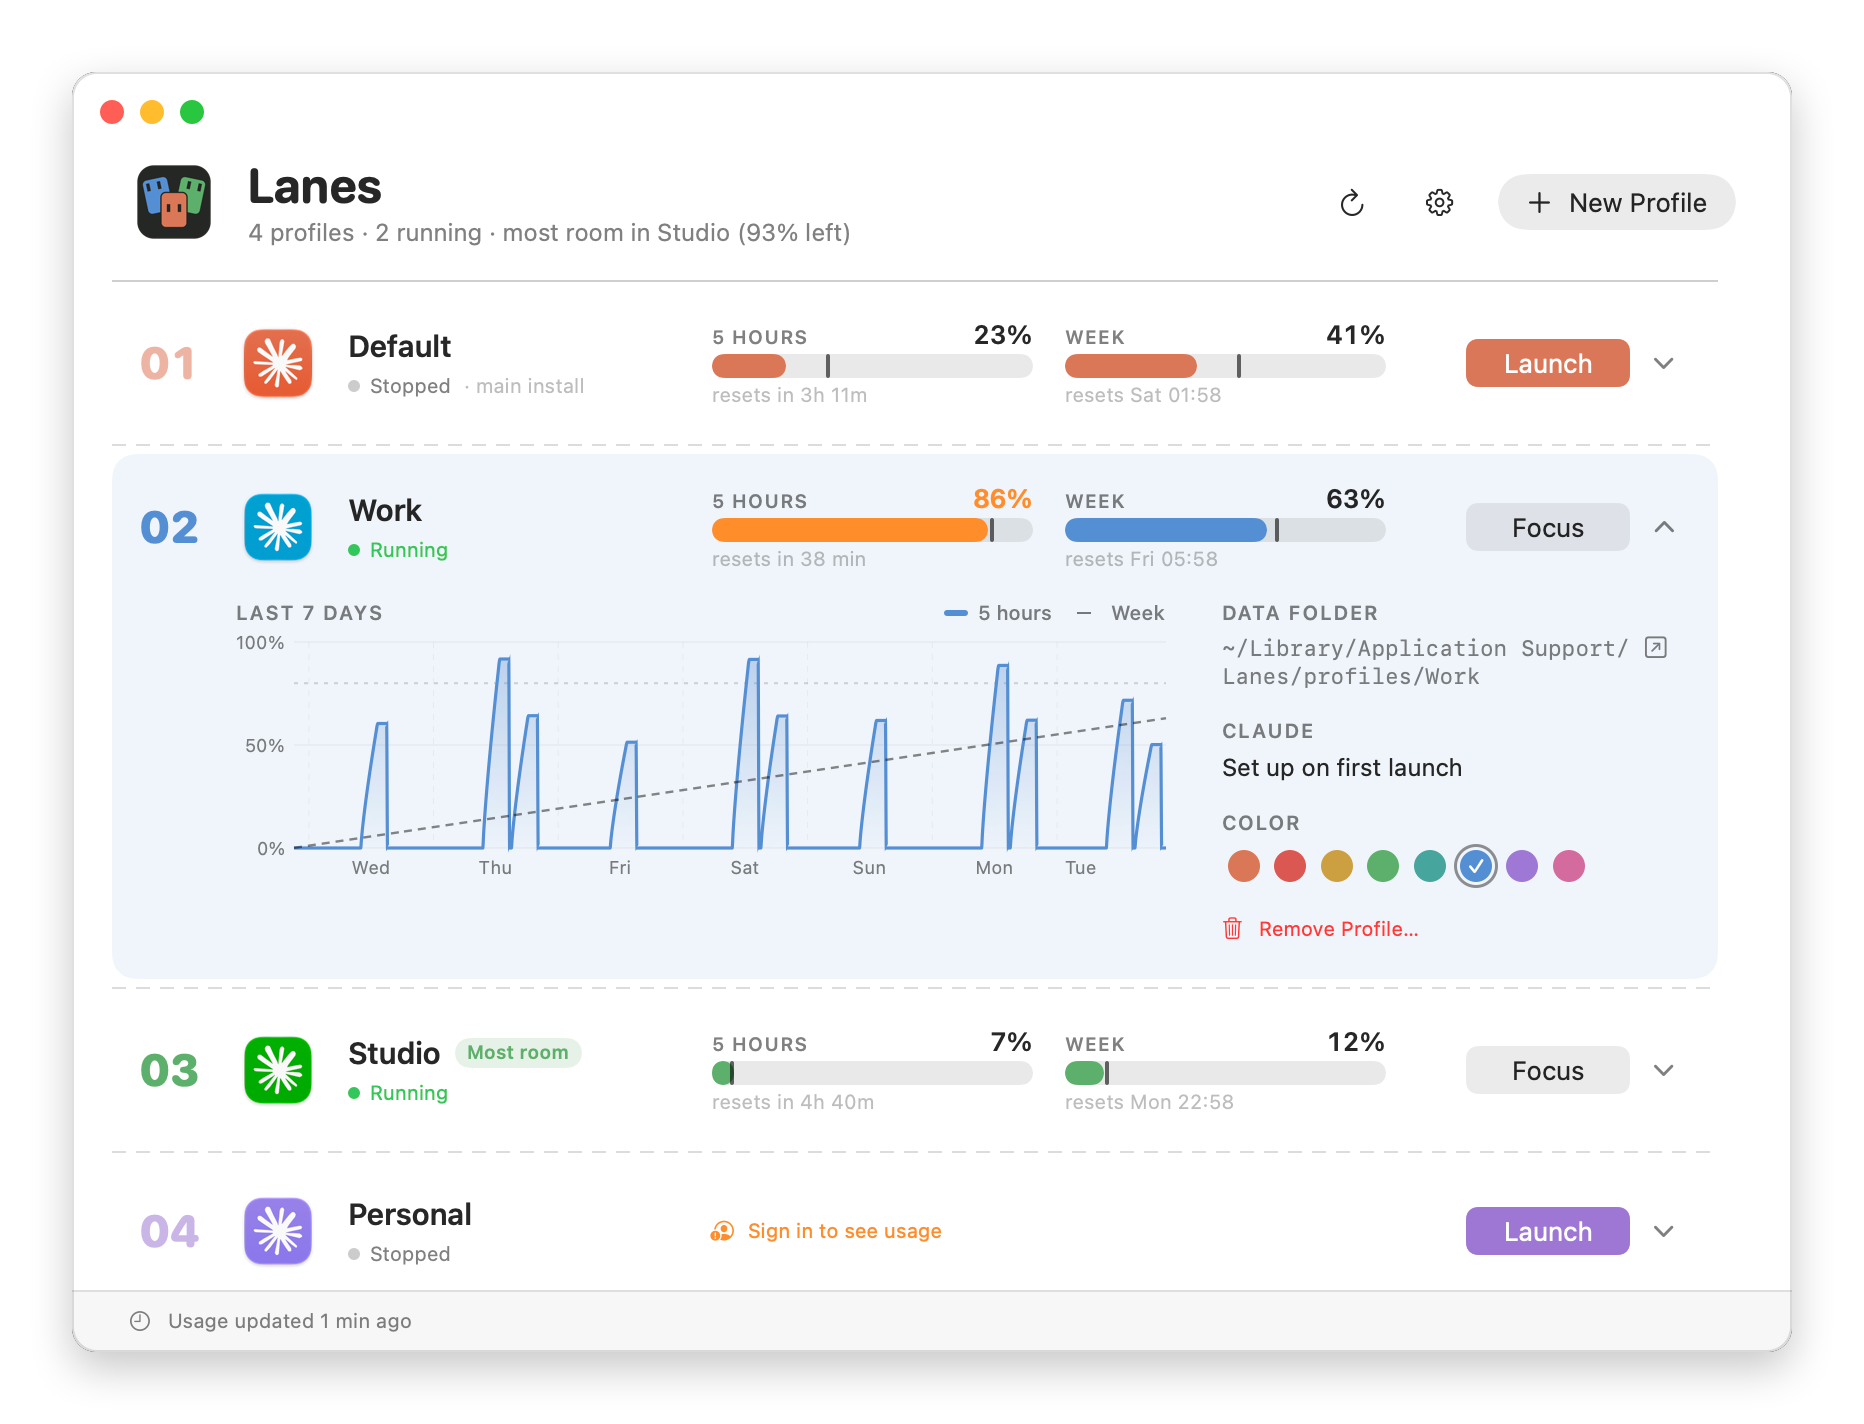 Lanes
4 profiles · 2 running · most room in Studio (93% left)
New Profile
01
Default
Stopped · main install
5 HOURS 23%
resets in 3h 11m
WEEK 41%
resets Sat 01:58
Launch
02
Work
Running
5 HOURS 86%
resets in 38 min
WEEK 63%
resets Fri 05:58
Focus
LAST 7 DAYS
5 hours
Week
100%
50%
0%
Wed Thu Fri Sat Sun Mon Tue
DATA FOLDER
~/Library/Application Support/
Lanes/profiles/Work
CLAUDE
Set up on first launch
COLOR
Remove Profile...
03
Studio
Most room
Running
5 HOURS 7%
resets in 4h 40m
WEEK 12%
resets Mon 22:58
Focus
04
Personal
Stopped
Sign in to see usage
Launch
Usage updated 1 min ago